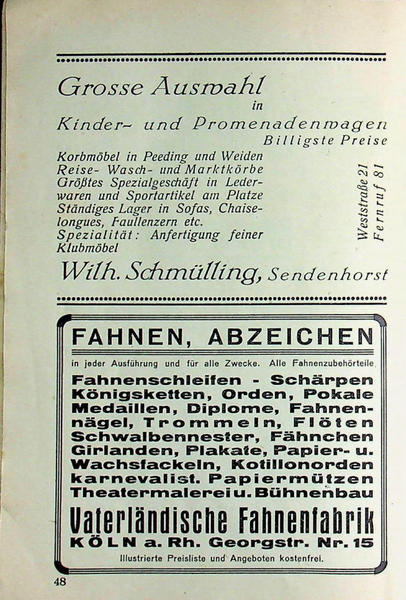 Grosse Auswahl
in
Kinder- und Promenadenwagen
Billigste Preise
Korbmöbel in Peeding und Weiden
Reise- Wasch- und Marktkörbe
Größtes Spezialgeschäft in Leder-
waren und Sportartikel am Platze
Ständiges Lager in Sofas, Chaise-
longues, Faullenzern etc.
Spezialität: Anfertigung feiner
Klubmöbel
Weststraße 21
Fernruf 81
Wilh. Schmülling, Sendenhorst
FAHNEN, ABZEICHEN
in jeder Ausführung und für alle Zwecke. Alle Fahnenzubehörteile
Fahnenschleifen - Schärpen
Königsketten, Orden, Pokale
Medaillen, Diplome, Fahnen-
nägel, Trommeln, Flöten
Schwalbennester, Fähnchen
Girlanden, Plakate, Papier- u.
Wachsfackeln, Kotillonorden
karnevalist. Papiermützen
Theatermalerei u. Bühnenbau
Vaterländische Fahnenfabrik
KÖLN a. Rh. Georgstr. Nr. 15
Illustrierte Preisliste und Angeboten kostenfrei.
48